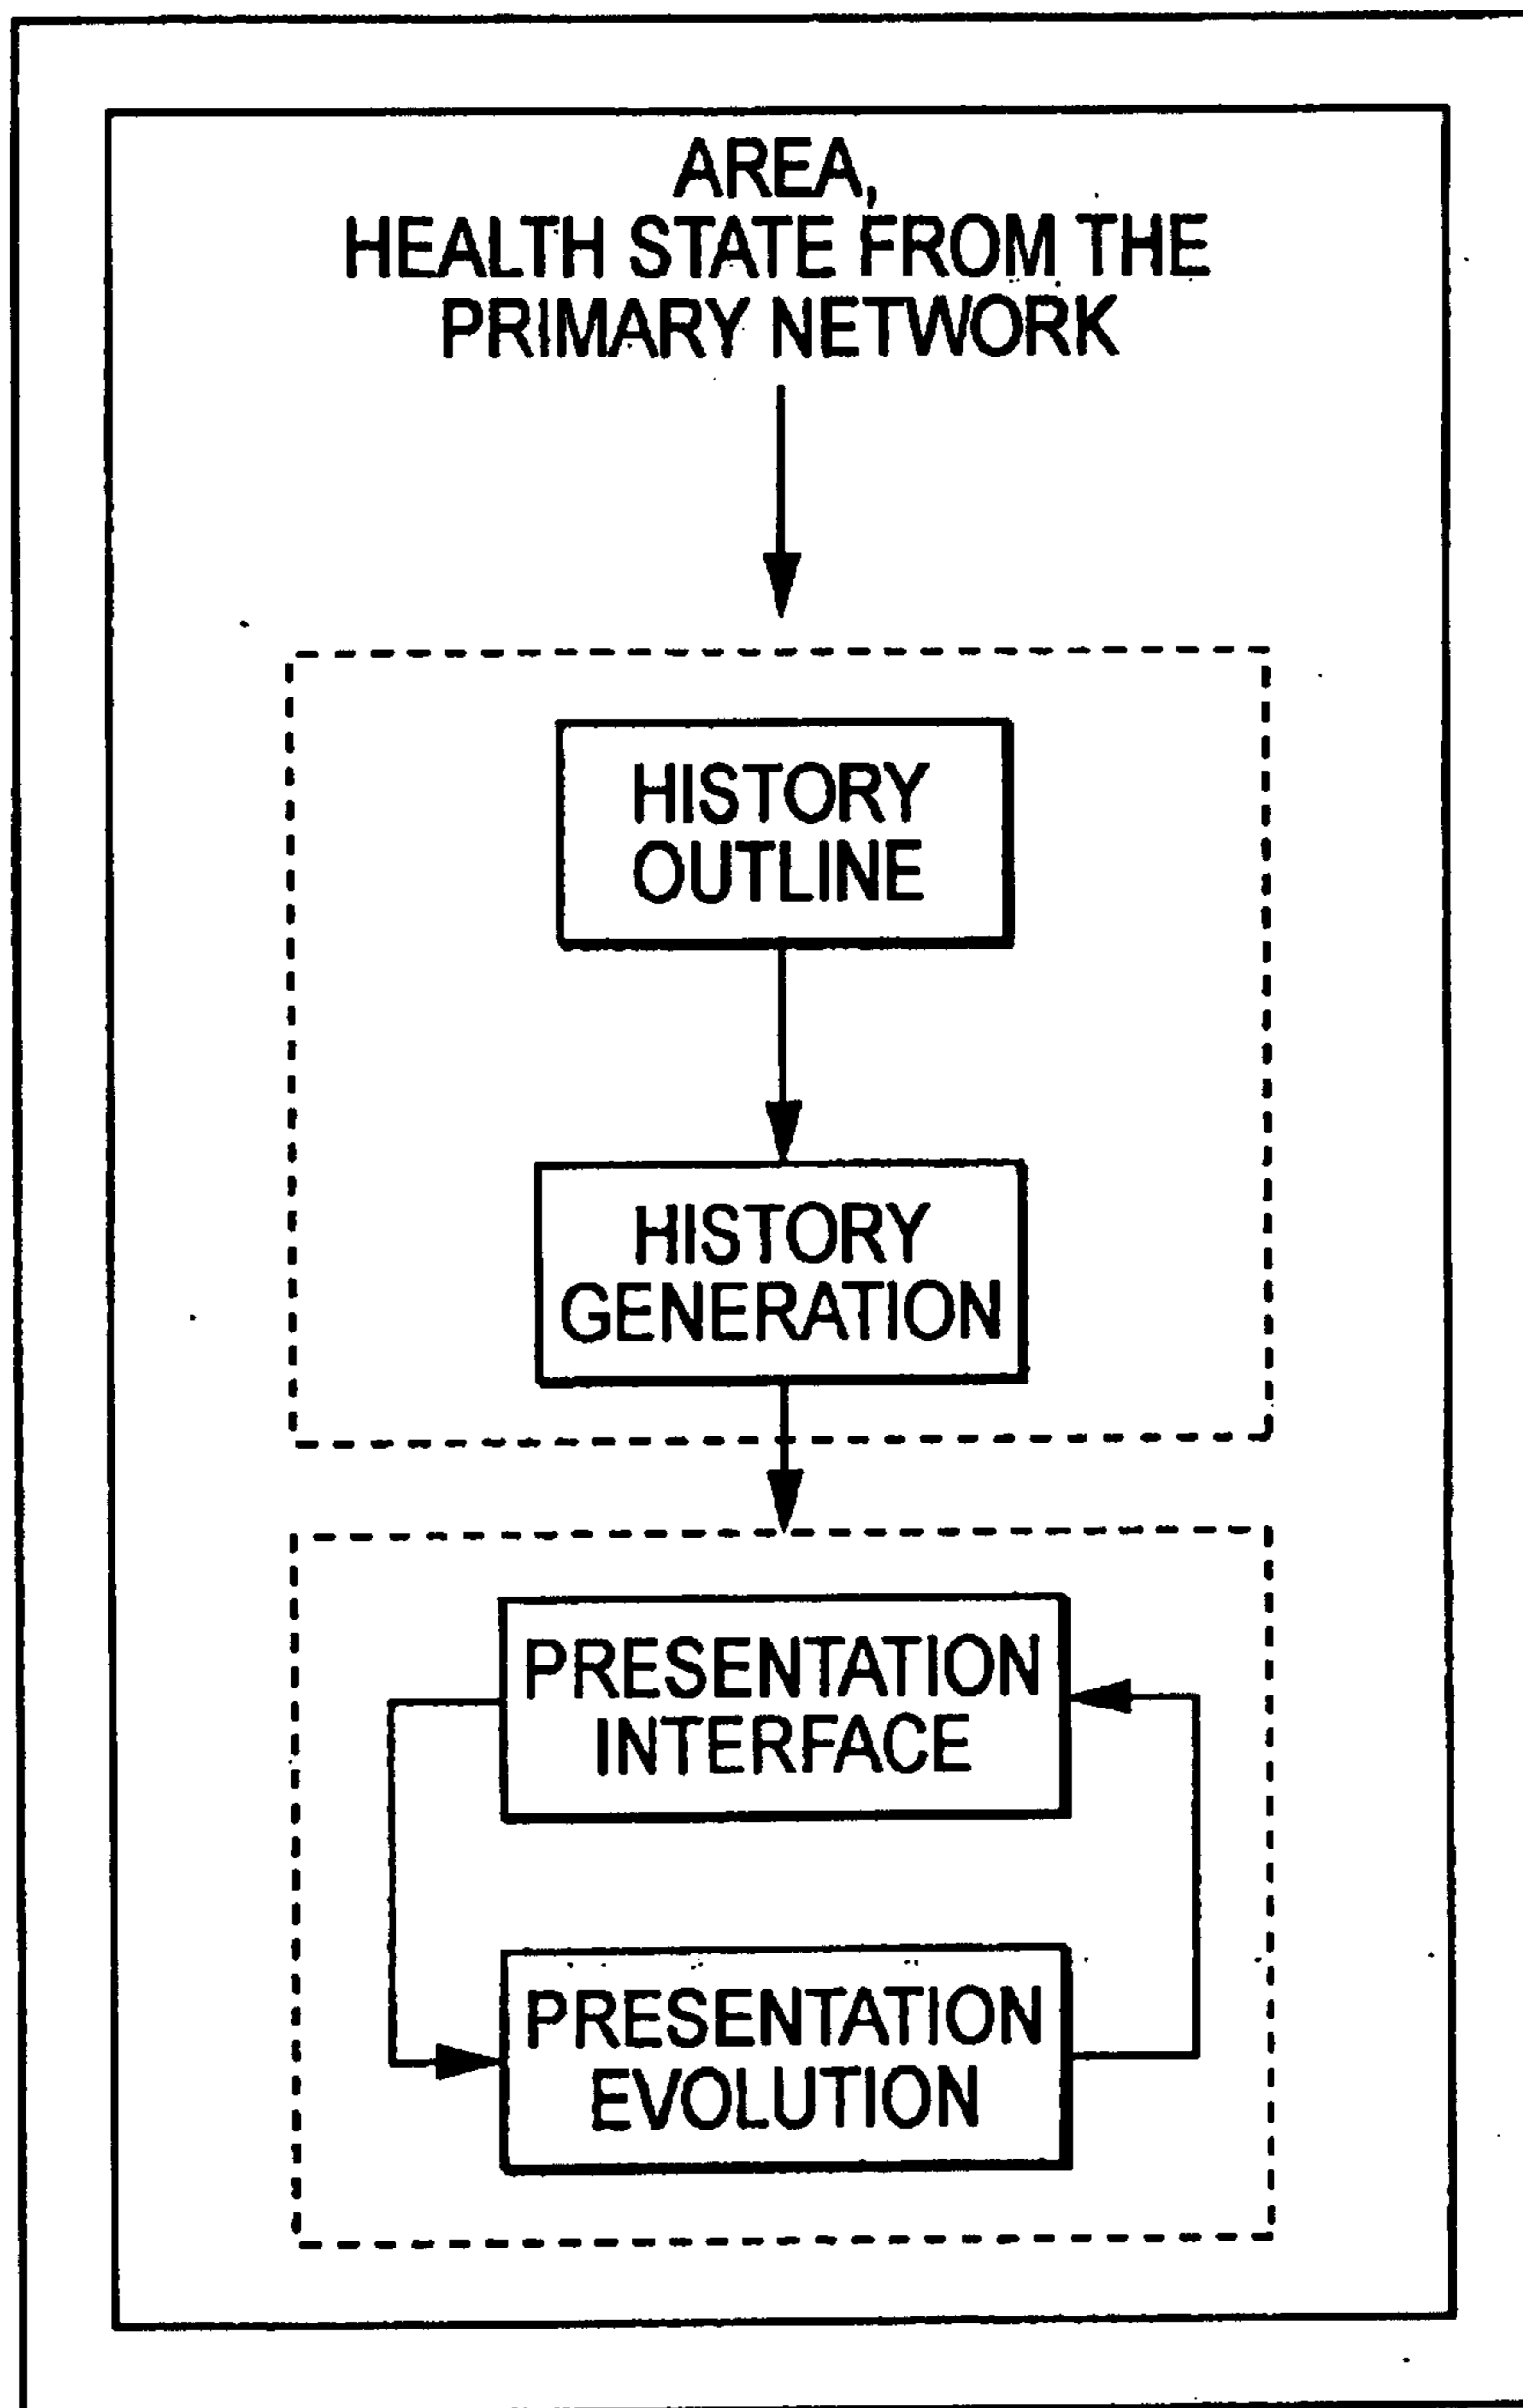 AREA,
HEALTH STATE FROM THE
PRIMARY NETWORK
HISTORY
OUTLINE
HISTORY
GENERATION
PRESENTATION
INTERFACE
PRESENTATION
EVOLUTION